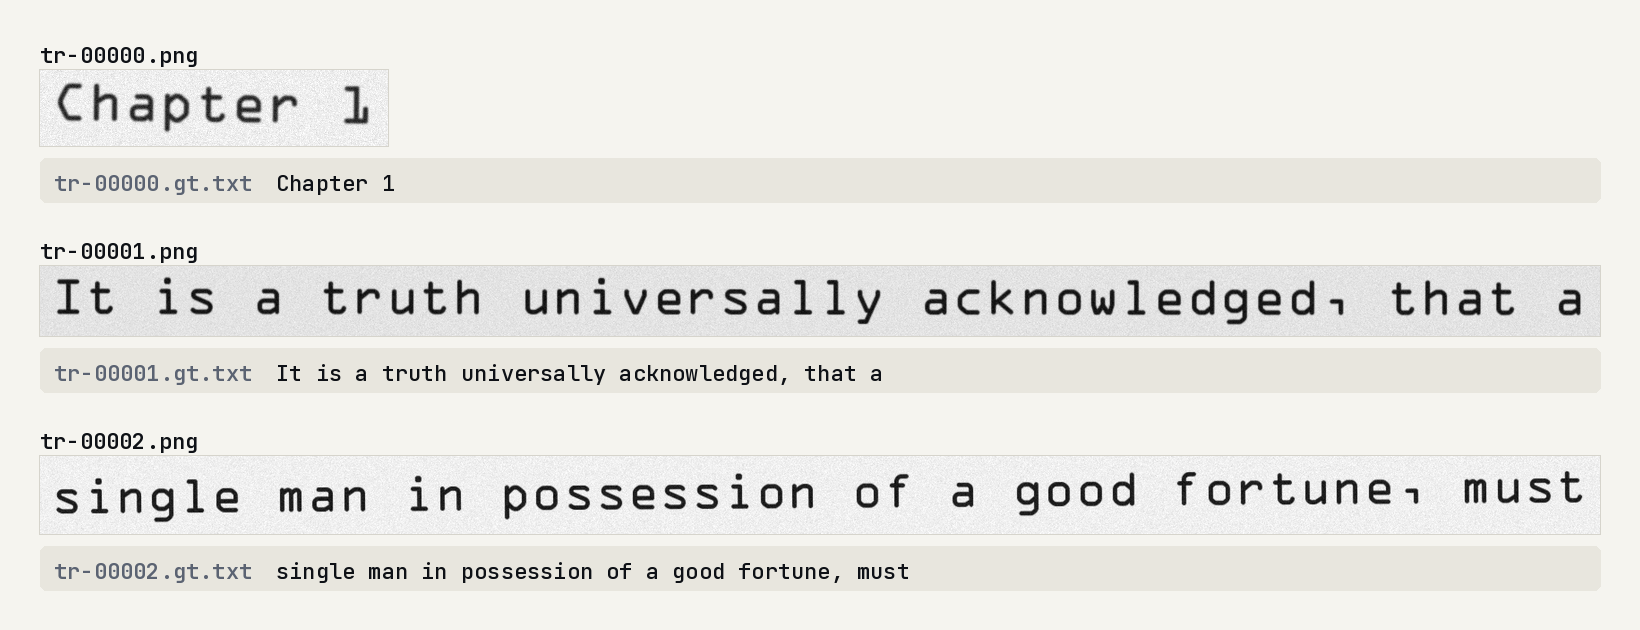 tr-00000.png
Chapter 1
tr-00000.gt.txt Chapter 1
tr-00001.png
It is a truth universally acknowledged, that a
tr-00001.gt.txt It is a truth universally acknowledged, that a
tr-00002.png
single man in possession of a good fortune, must
tr-00002.gt.txt single man in possession of a good fortune, must